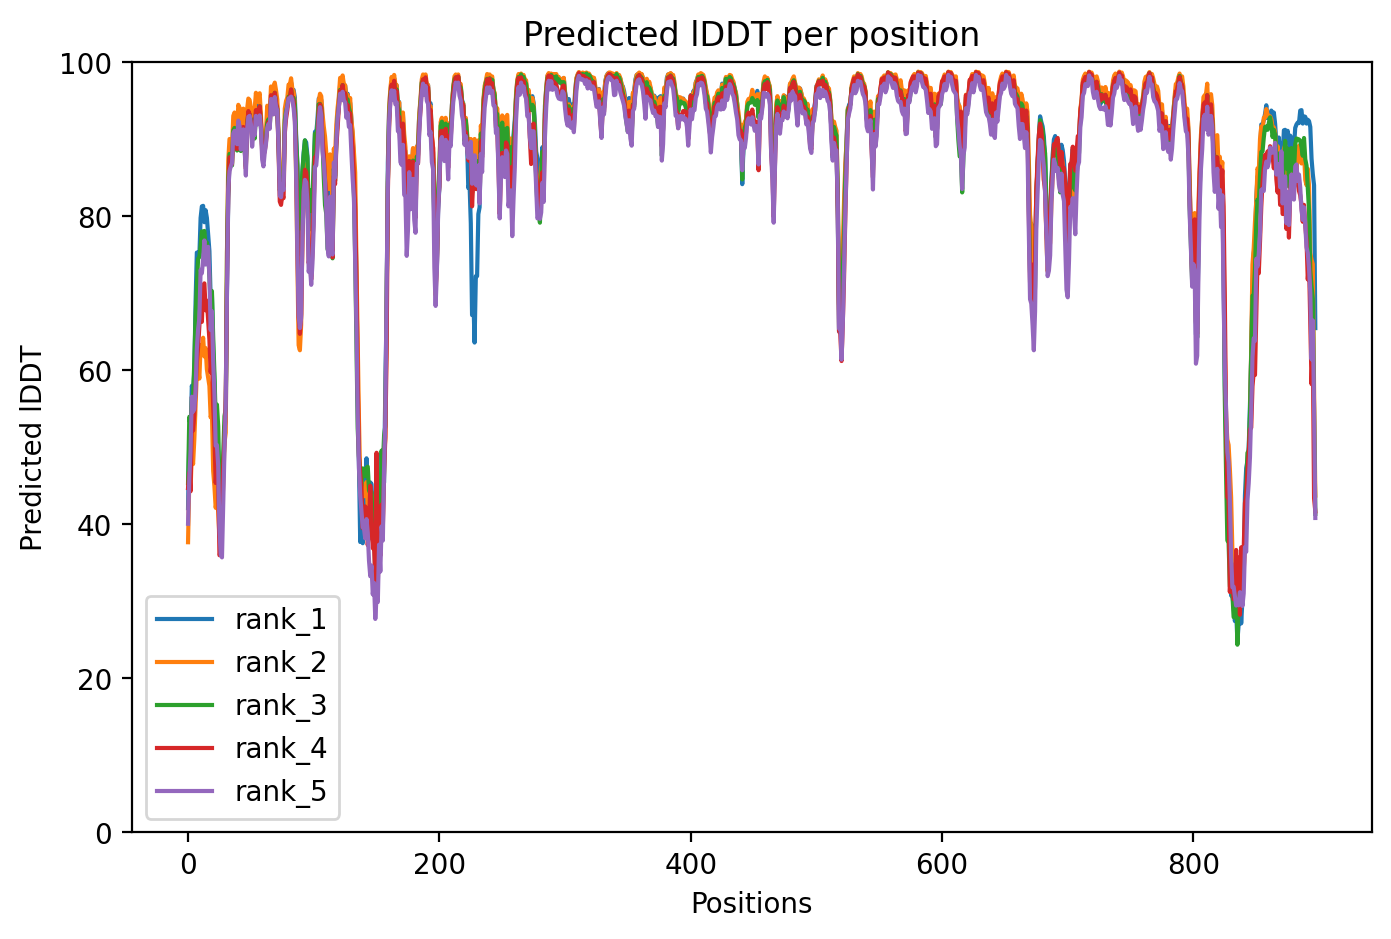 Predicted lDDT per position
100
80
60
40
20
0
Predicted lDDT
rank_1
rank_2
rank_3
rank_4
rank_5
0 200 400 600 800
Positions